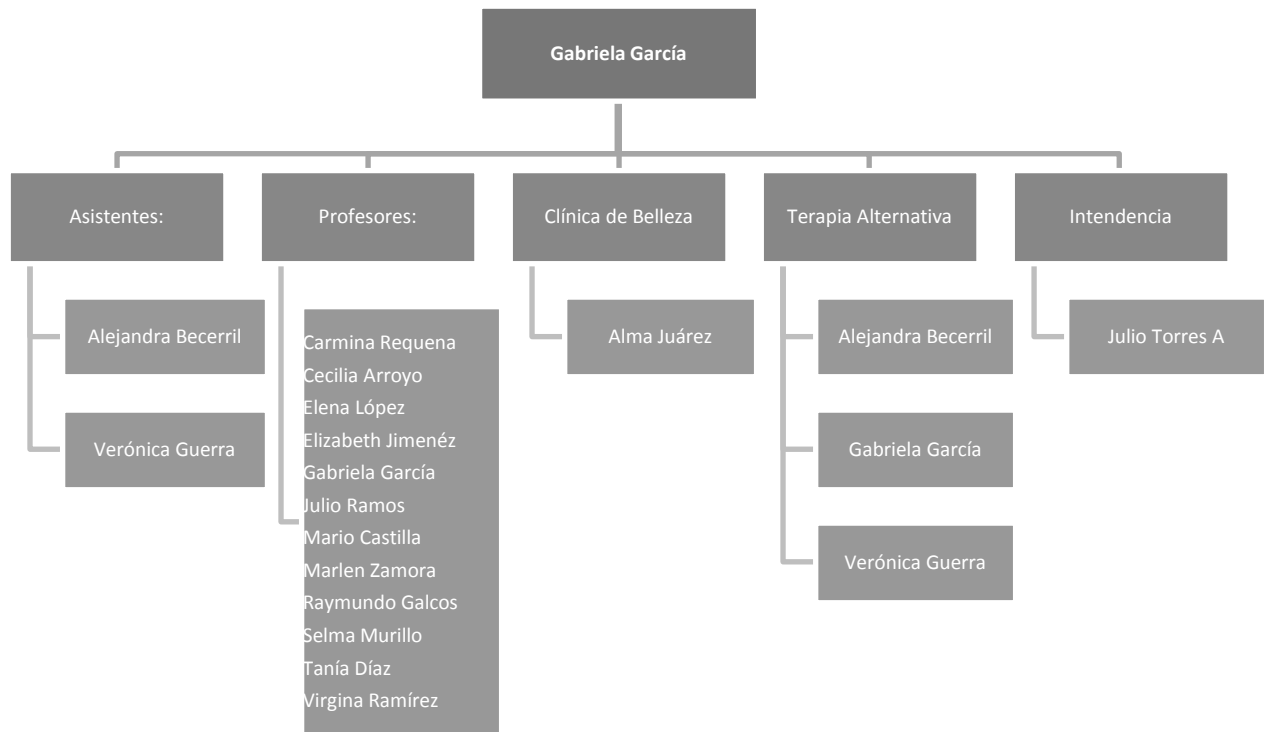 Gabriela García
Asistentes:
Alejandra Becerril
Verónica Guerra
Profesores:
Carmina Requena
Cecilia Arroyo
Elena López
Elizabeth Jimenéz
Gabriela García
Julio Ramos
Mario Castilla
Marlen Zamora
Raymundo Galcos
Selma Murillo
Tanía Díaz
Virgina Ramírez
Clínica de Belleza
Alma Juárez
Terapia Alternativa
Alejandra Becerril
Gabriela García
Verónica Guerra
Intendencia
Julio Torres A